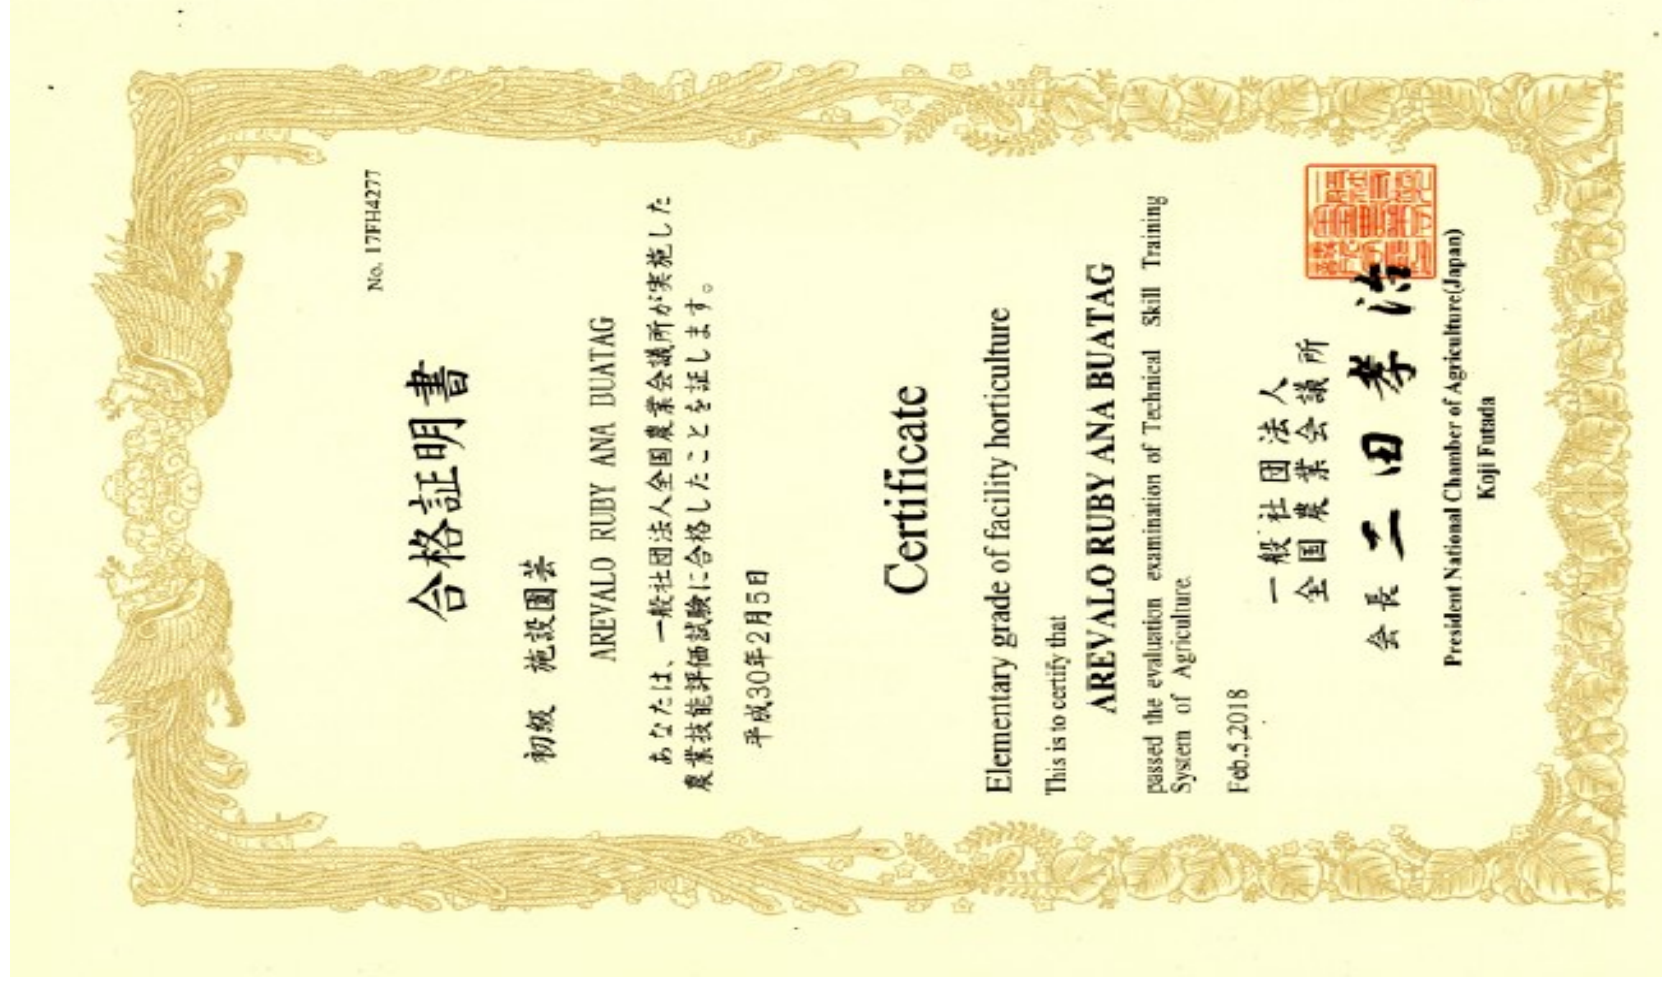 No. 17FH4277
合格証明書
初級 施設園芸
AREVALO RUBY ANA BUATAG
あなたは、一般社団法人全国農業会議所が実施した
農業技能評価試験に合格したことを証します。
平成30年2月5日
Certificate
Elementary grade of facility horticulture
This is to certify that
AREVALO RUBY ANA BUATAG
passed the evaluation examination of Technical Skill Training
System of Agriculture.
Feb.5,2018
一般社団法人
全国農業会議所
会長 二田孝治
President National Chamber of Agriculture(Japan)
Koji Futada